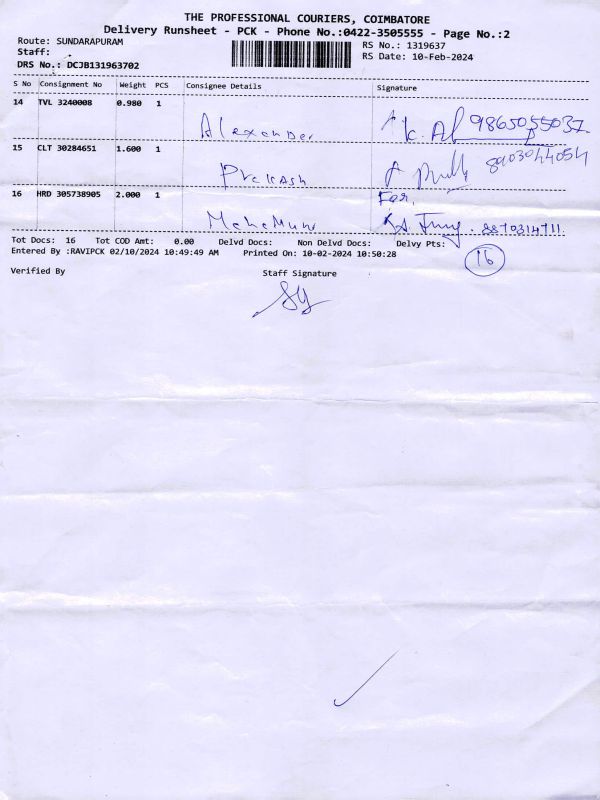 THE PROFESSIONAL COURIERS, COIMBATORE
Delivery Runsheet - PCK - Phone No.:0422-3505555 - Page No.:2
Route: SUNDARAPURAM
RS No.: 1319637
Staff:
RS Date: 10-Feb-2024
DRS No.: DCJB131963702
S No Consignment No Weight PCS Consignee Details Signature
14 TVL 3240008 0.980 1 Alexander 9865055037
15 CLT 30284651 1.600 1 Prakash 8903044054
16 HRD 305738905 2.000 1 For, 8870314711.
Tot Docs: 16 Tot COD Amt: 0.00 Delvd Docs: Non Delvd Docs: Delvy Pts: 16
Entered By :RAVIPCK 02/10/2024 10:49:49 AM Printed On: 10-02-2024 10:50:28
Verified By Staff Signature